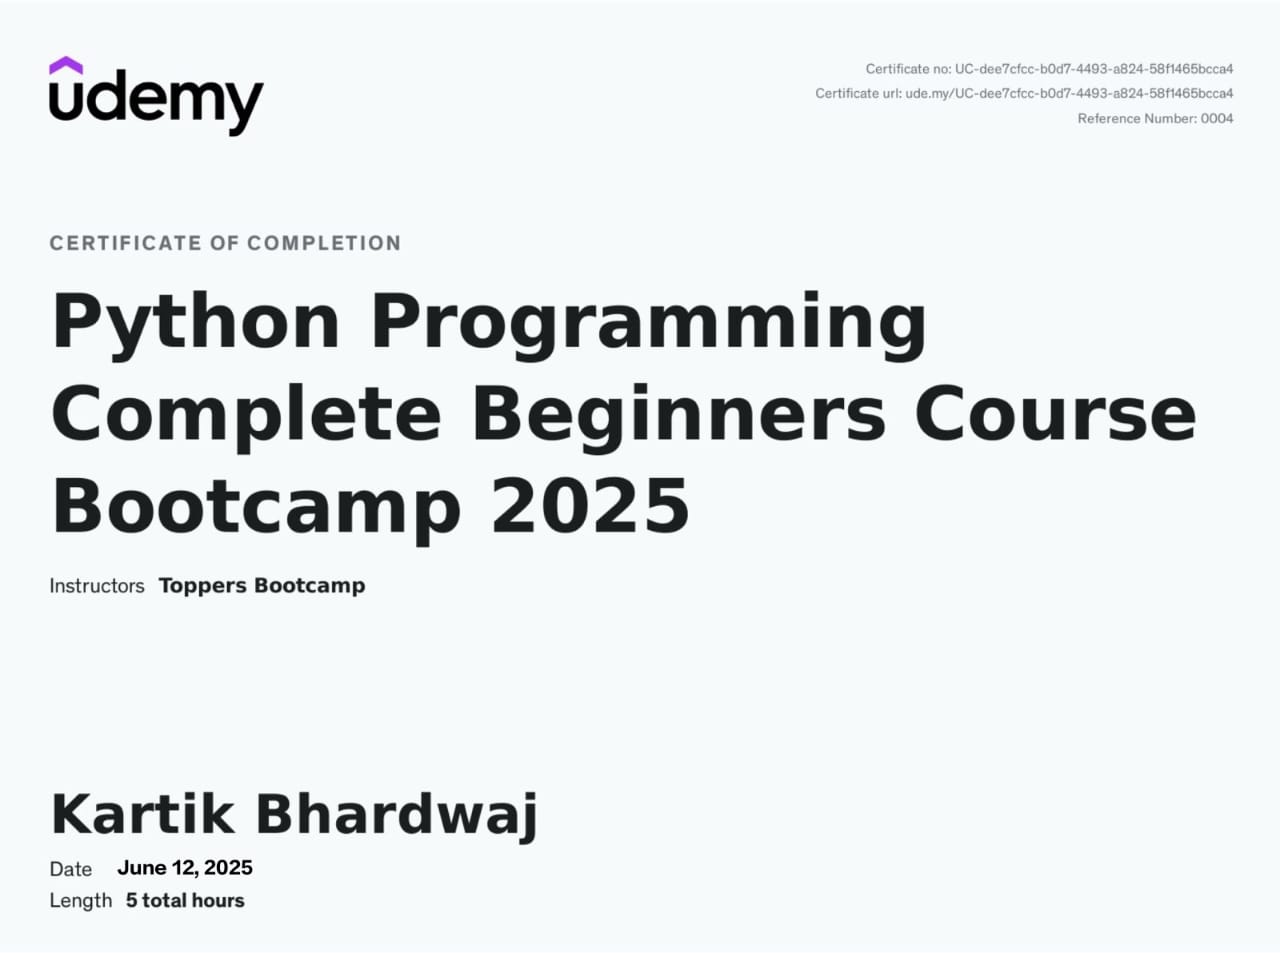 udemy
Certificate no: UC-dee7cfcc-b0d7-4493-a824-58f1465bcca4
Certificate url: ude.my/UC-dee7cfcc-b0d7-4493-a824-58f1465bcca4
Reference Number: 0004
CERTIFICATE OF COMPLETION
Python Programming
Complete Beginners Course
Bootcamp 2025
Instructors Toppers Bootcamp
Kartik Bhardwaj
Date June 12, 2025
Length 5 total hours